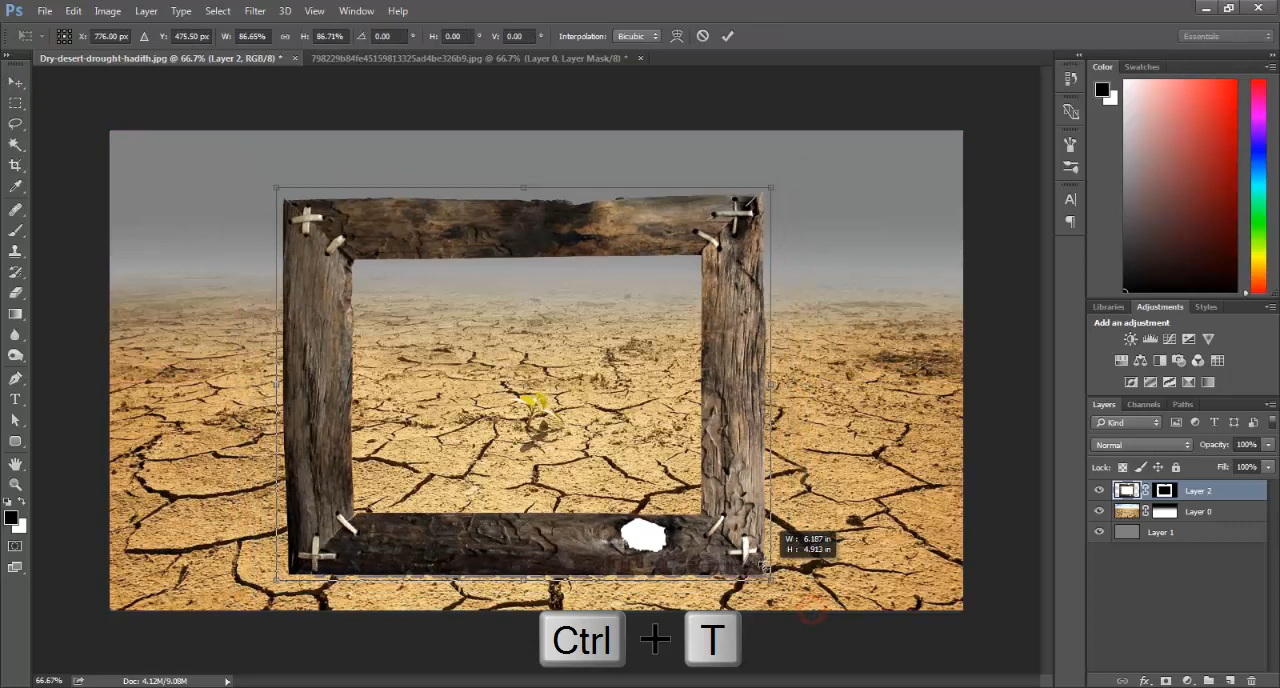 Ps File Edit Image Layer Type Select Filter 3D View Window Help
X: 776.00 px Y: 475.50 px W: 86.65% H: 86.71% 0.00 ° H: 0.00 ° V: 0.00 ° Interpolation: Bicubic Essentials
Dry-desert-drought-hadith.jpg @ 66.7% (Layer 2, RGB/8) * × 798229b84fe45159813325ad4be326b9.jpg @ 66.7% (Layer 0, Layer Mask/8) * ×
Color Swatches
Libraries Adjustments Styles
Add an adjustment
Layers Channels Paths
Kind
Normal Opacity: 100%
Lock: Fill: 100%
Layer 2
Layer 0
Layer 1
W: 6.187 in
H: 4.913 in
Ctrl + T
66.67% Doc: 4.12M/9.08M